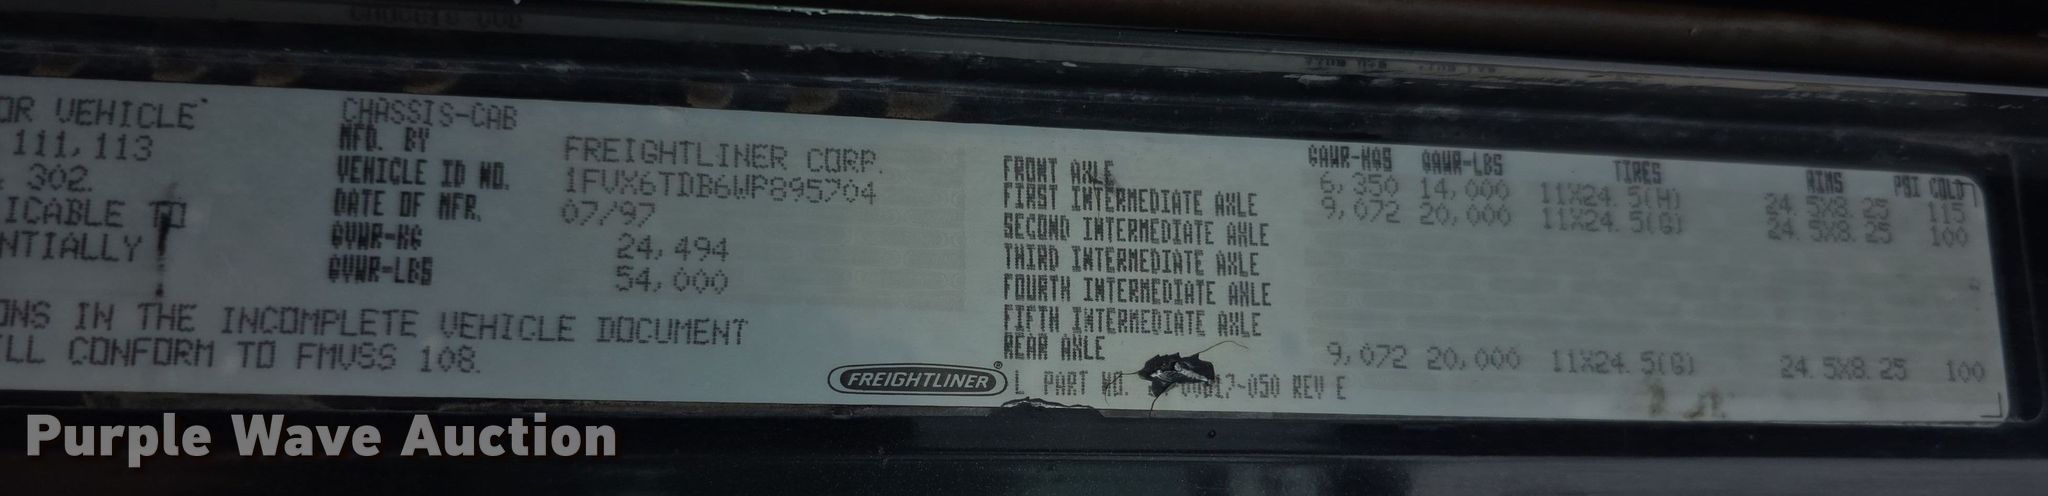 OR VEHICLE
111, 113
302.
ICABLE TO
NTIALLY
ONS IN THE INCOMPLETE VEHICLE DOCUMENT
LL CONFORM TO FMVSS 108.
CHASSIS-CAB
MFD. BY FREIGHTLINER CORP.
VEHICLE ID NO. 1FVX6TDB6WP895704
DATE OF MFR. 07/97
GVWR-KG 24,494
GVWR-LBS 54,000
FREIGHTLINER®
GAWR-KGS GAWR-LBS TIRES RIMS PSI COLD
FRONT AXLE 6,350 14,000 11X24.5(H) 24.5X8.25 115
FIRST INTERMEDIATE AXLE 9,072 20,000 11X24.5(G) 24.5X8.25 100
SECOND INTERMEDIATE AXLE
THIRD INTERMEDIATE AXLE
FOURTH INTERMEDIATE AXLE
FIFTH INTERMEDIATE AXLE
REAR AXLE 9,072 20,000 11X24.5(G) 24.5X8.25 100
PART NO. REV E
Purple Wave Auction